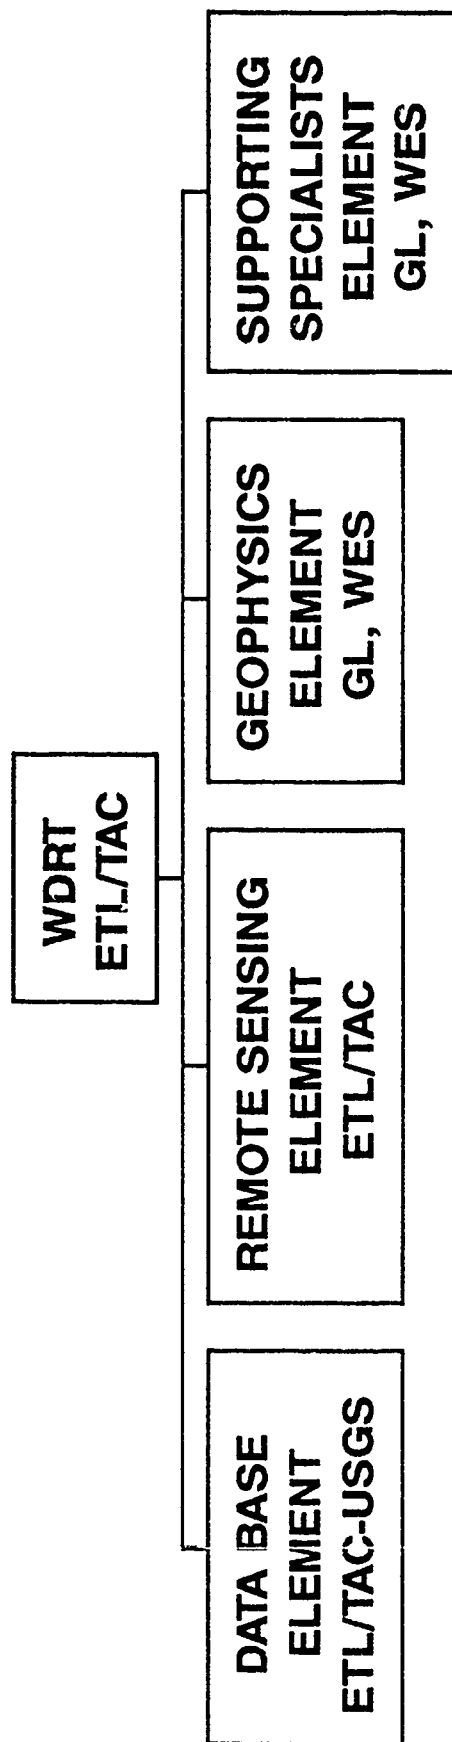 WDRT
ETL/TAC
DATA BASE
ELEMENT
ETL/TAC-USGS
REMOTE SENSING
ELEMENT
ETL/TAC
GEOPHYSICS
ELEMENT
GL, WES
SUPPORTING
SPECIALISTS
ELEMENT
GL, WES